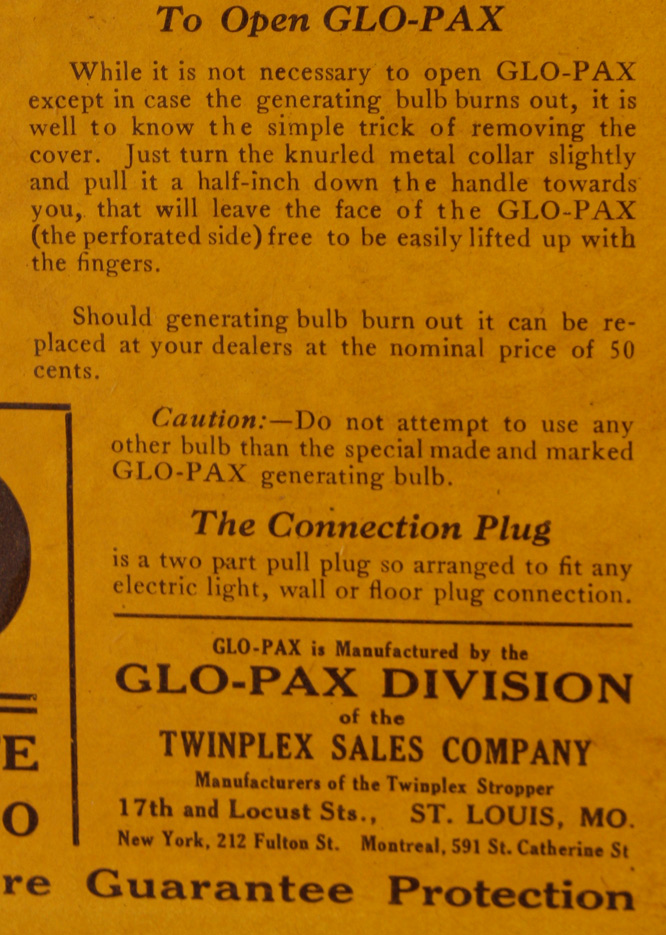 To Open GLO-PAX
While it is not necessary to open GLO-PAX
except in case the generating bulb burns out, it is
well to know the simple trick of removing the
cover. Just turn the knurled metal collar slightly
and pull it a half-inch down the handle towards
you, that will leave the face of the GLO-PAX
(the perforated side) free to be easily lifted up with
the fingers.
Should generating bulb burn out it can be re-
placed at your dealers at the nominal price of 50
cents.
Caution:—Do not attempt to use any
other bulb than the special made and marked
GLO-PAX generating bulb.
The Connection Plug
is a two part pull plug so arranged to fit any
electric light, wall or floor plug connection.
GLO-PAX is Manufactured by the
GLO-PAX DIVISION
of the
TWINPLEX SALES COMPANY
Manufacturers of the Twinplex Stropper
17th and Locust Sts., ST. LOUIS, MO.
New York, 212 Fulton St. Montreal, 591 St. Catherine St
E
O
re Guarantee Protection